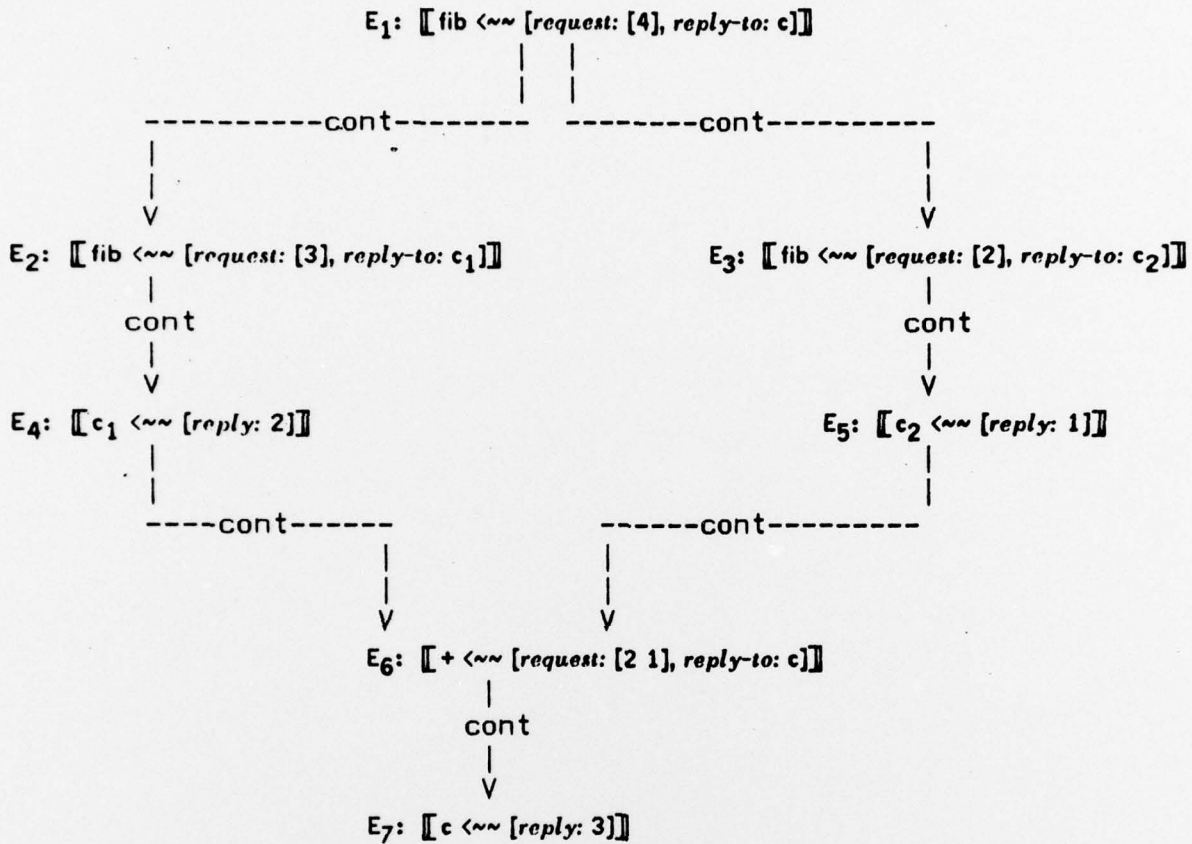 E₁: ⟦fib <~~ [request: [4], reply-to: c]⟧
cont cont
E₂: ⟦fib <~~ [request: [3], reply-to: c₁]⟧ E₃: ⟦fib <~~ [request: [2], reply-to: c₂]⟧
cont cont
E₄: ⟦c₁ <~~ [reply: 2]⟧ E₅: ⟦c₂ <~~ [reply: 1]⟧
cont cont
E₆: ⟦+ <~~ [request: [2 1], reply-to: c]⟧
cont
E₇: ⟦c <~~ [reply: 3]⟧